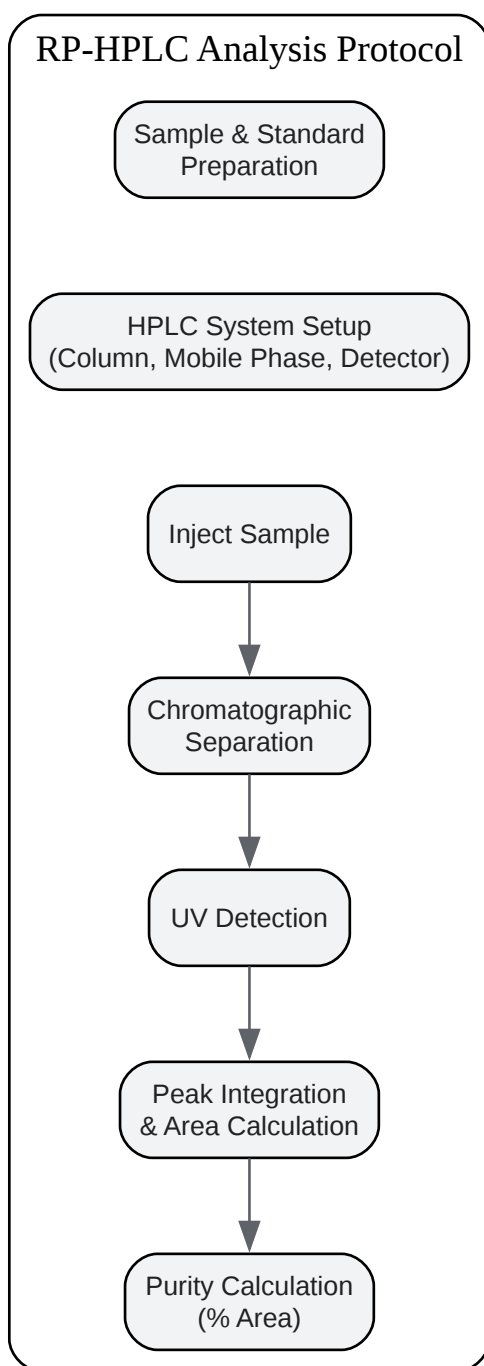 RP-HPLC Analysis Protocol
Sample & Standard
Preparation
HPLC System Setup
(Column, Mobile Phase, Detector)
Inject Sample
Chromatographic
Separation
UV Detection
Peak Integration
& Area Calculation
Purity Calculation
(% Area)